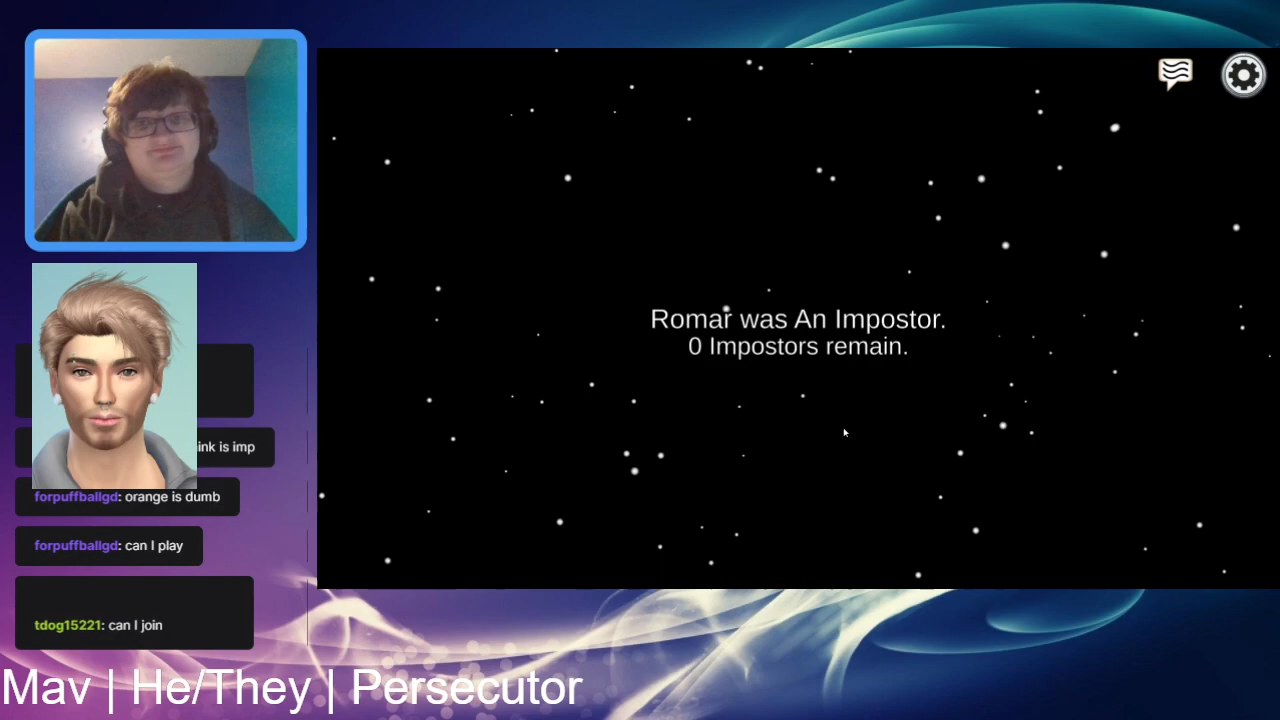 Romar was An Impostor.
0 Impostors remain.
ink is imp
forpuffballgd: orange is dumb
forpuffballgd: can I play
tdog15221: can I join
Mav | He/They | Persecutor